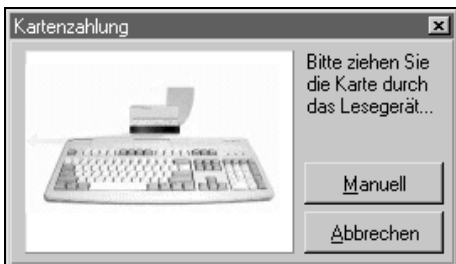 Kartenzahlung
Bitte ziehen Sie
die Karte durch
das Lesegerät...
Manuell
Abbrechen